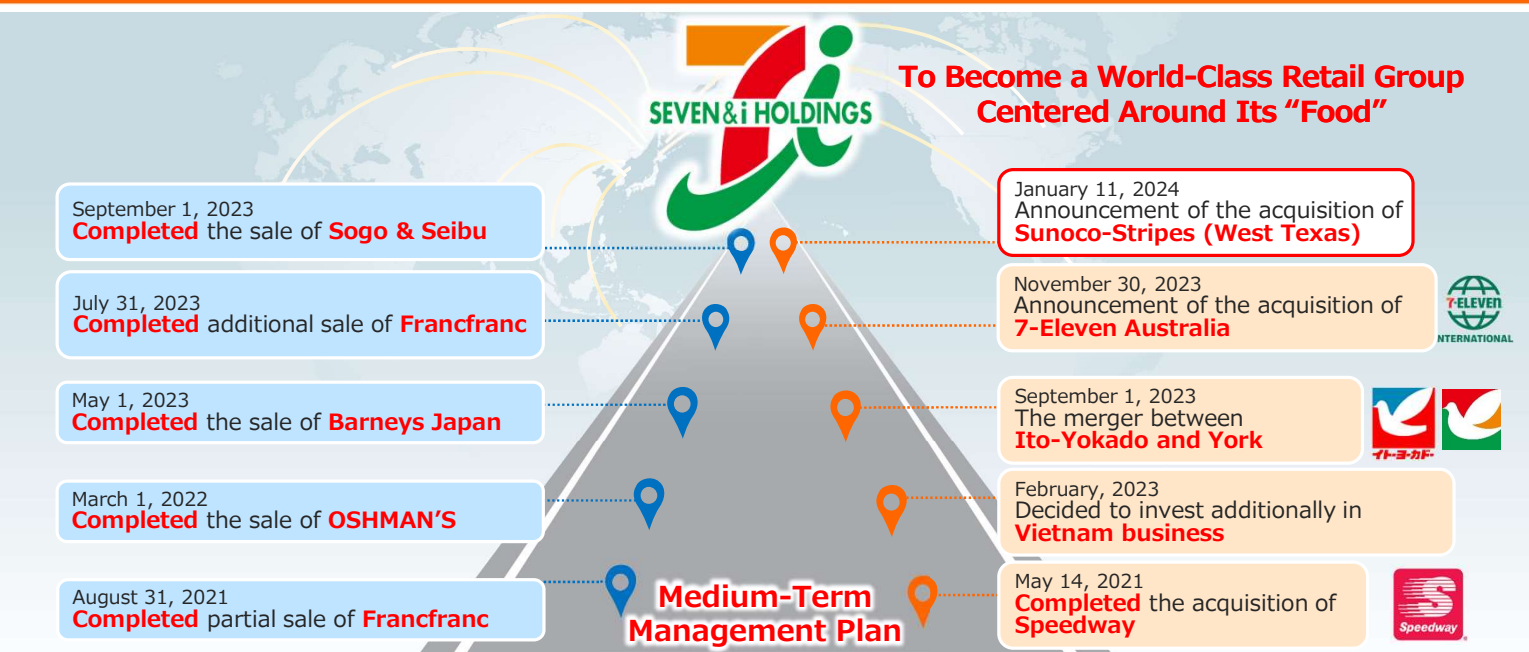 SEVEN&i HOLDINGS
To Become a World-Class Retail Group
Centered Around Its “Food”
September 1, 2023
Completed the sale of Sogo & Seibu
July 31, 2023
Completed additional sale of Francfranc
May 1, 2023
Completed the sale of Barneys Japan
March 1, 2022
Completed the sale of OSHMAN’S
August 31, 2021
Completed partial sale of Francfranc
January 11, 2024
Announcement of the acquisition of
Sunoco-Stripes (West Texas)
November 30, 2023
Announcement of the acquisition of
7-Eleven Australia
7-ELEVEN
INTERNATIONAL
September 1, 2023
The merger between
Ito-Yokado and York
イトーヨーカドー
February, 2023
Decided to invest additionally in
Vietnam business
May 14, 2021
Completed the acquisition of
Speedway
S
Speedway
Medium-Term
Management Plan